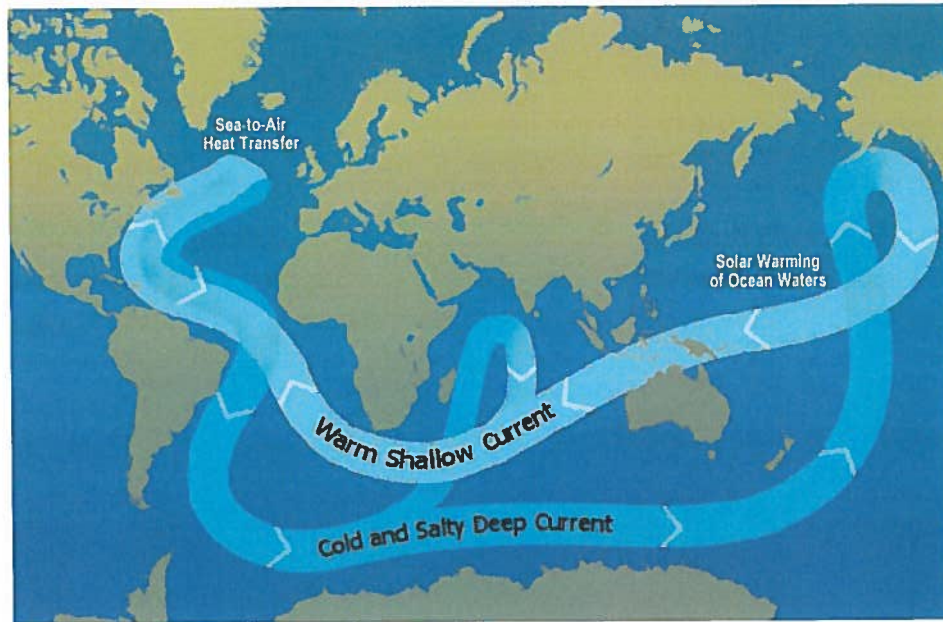 Sea-to-Air
Heat Transfer
Solar Warming
of Ocean Waters
Warm Shallow Current
Cold and Salty Deep Current